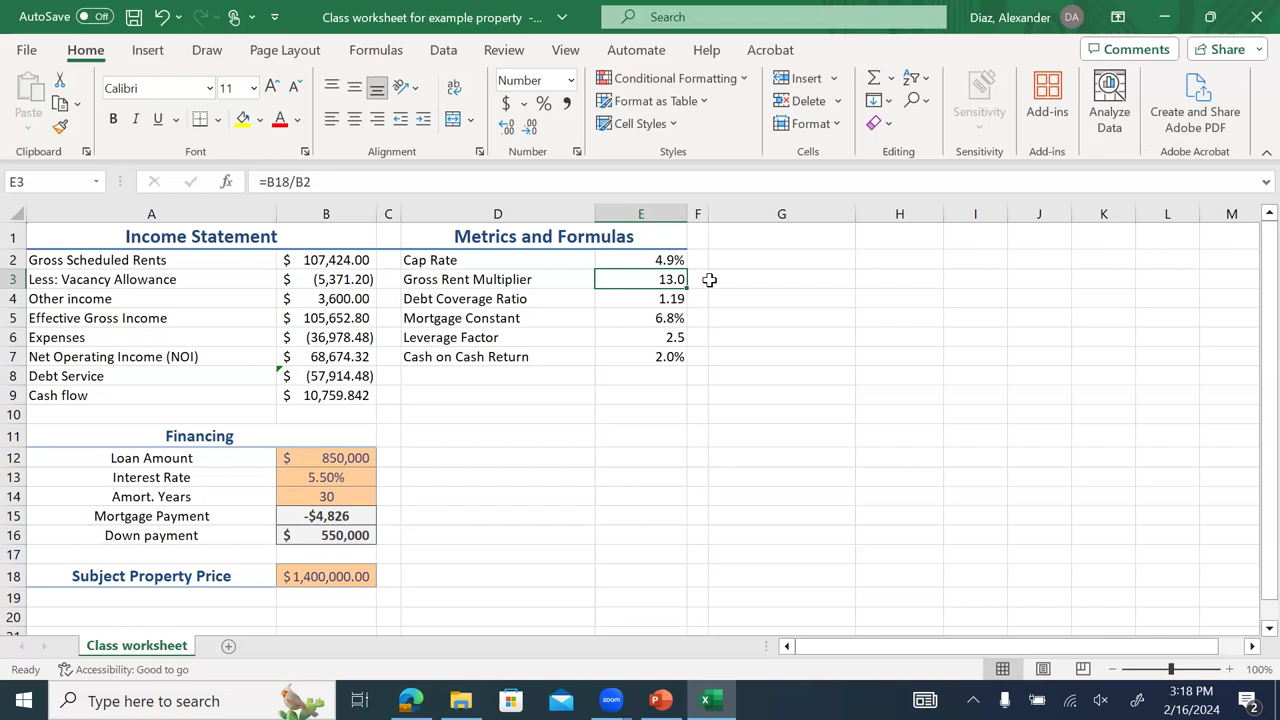 AutoSave Off Class worksheet for example property -... Search Diaz, Alexander DA
File Home Insert Draw Page Layout Formulas Data Review View Automate Help Acrobat Comments Share
Paste Calibri 11 A A ab Number Conditional Formatting Insert Sensitivity Add-ins Analyze Data Create and Share Adobe PDF
B I U A $ % , Format as Table Delete
Cell Styles Format
Clipboard Font Alignment Number Styles Cells Editing Sensitivity Add-ins Adobe Acrobat
E3 fx =B18/B2
A B C D E F G H I J K L M
1 Income Statement Metrics and Formulas
2 Gross Scheduled Rents $ 107,424.00 Cap Rate 4.9%
3 Less: Vacancy Allowance $ (5,371.20) Gross Rent Multiplier 13.0
4 Other income $ 3,600.00 Debt Coverage Ratio 1.19
5 Effective Gross Income $ 105,652.80 Mortgage Constant 6.8%
6 Expenses $ (36,978.48) Leverage Factor 2.5
7 Net Operating Income (NOI) $ 68,674.32 Cash on Cash Return 2.0%
8 Debt Service $ (57,914.48)
9 Cash flow $ 10,759.842
10
11 Financing
12 Loan Amount $ 850,000
13 Interest Rate 5.50%
14 Amort. Years 30
15 Mortgage Payment -$4,826
16 Down payment $ 550,000
17
18 Subject Property Price $1,400,000.00
19
20
21
Class worksheet
Ready Accessibility: Good to go 100%
Type here to search zoom 3:18 PM
2/16/2024 2